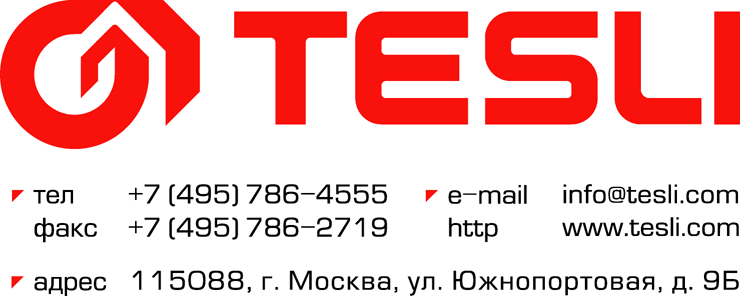 TESLI
тел +7 (495) 786-4555 e-mail info@tesli.com
факс +7 (495) 786-2719 http www.tesli.com
адрес 115088, г. Москва, ул. Южнопортовая, д. 9Б